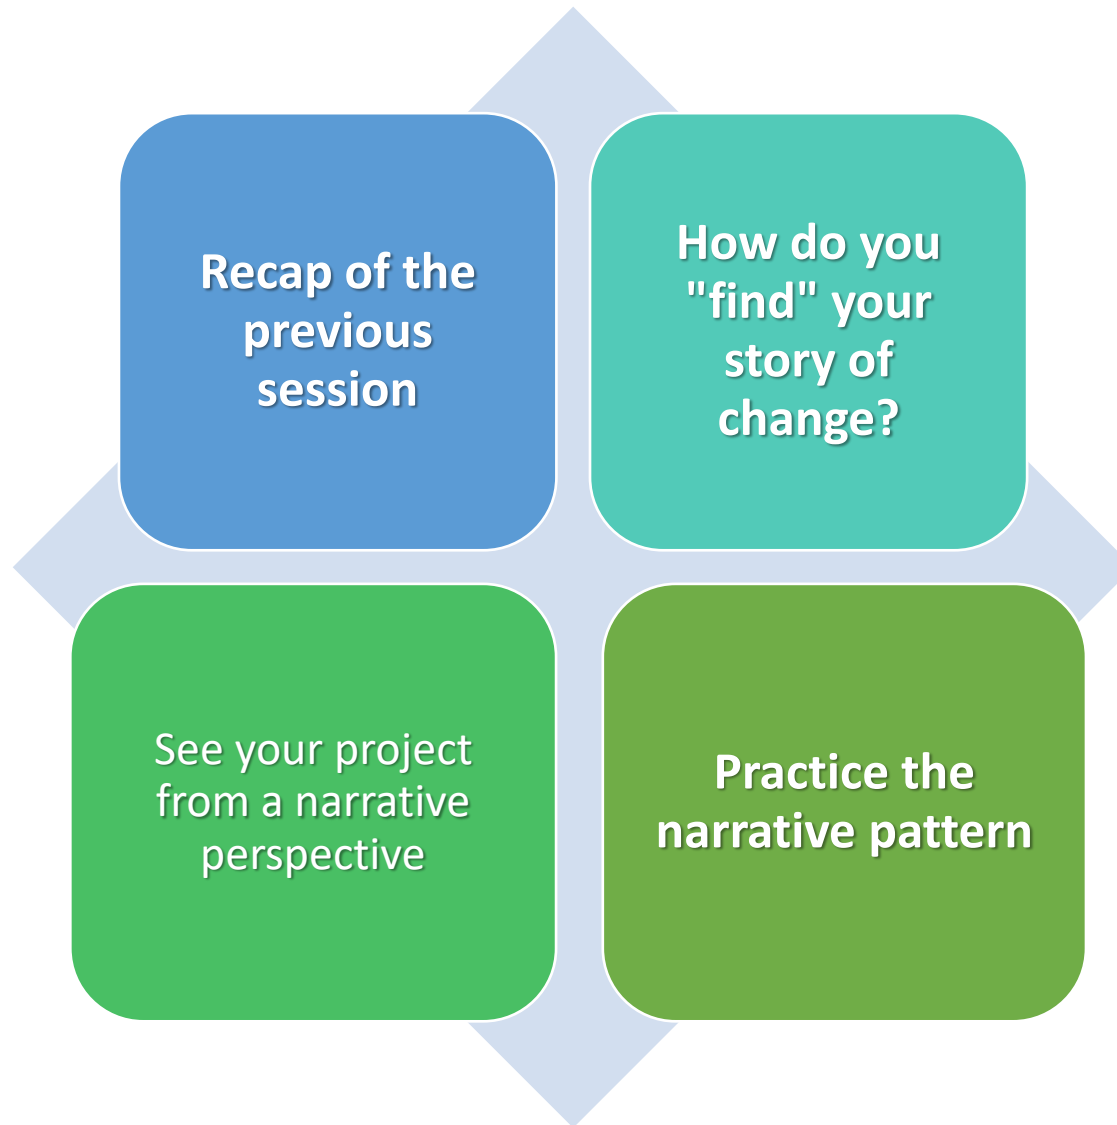 Recap of the
previous
session
How do you
"find" your
story of
change?
See your project
from a narrative
perspective
Practice the
narrative pattern